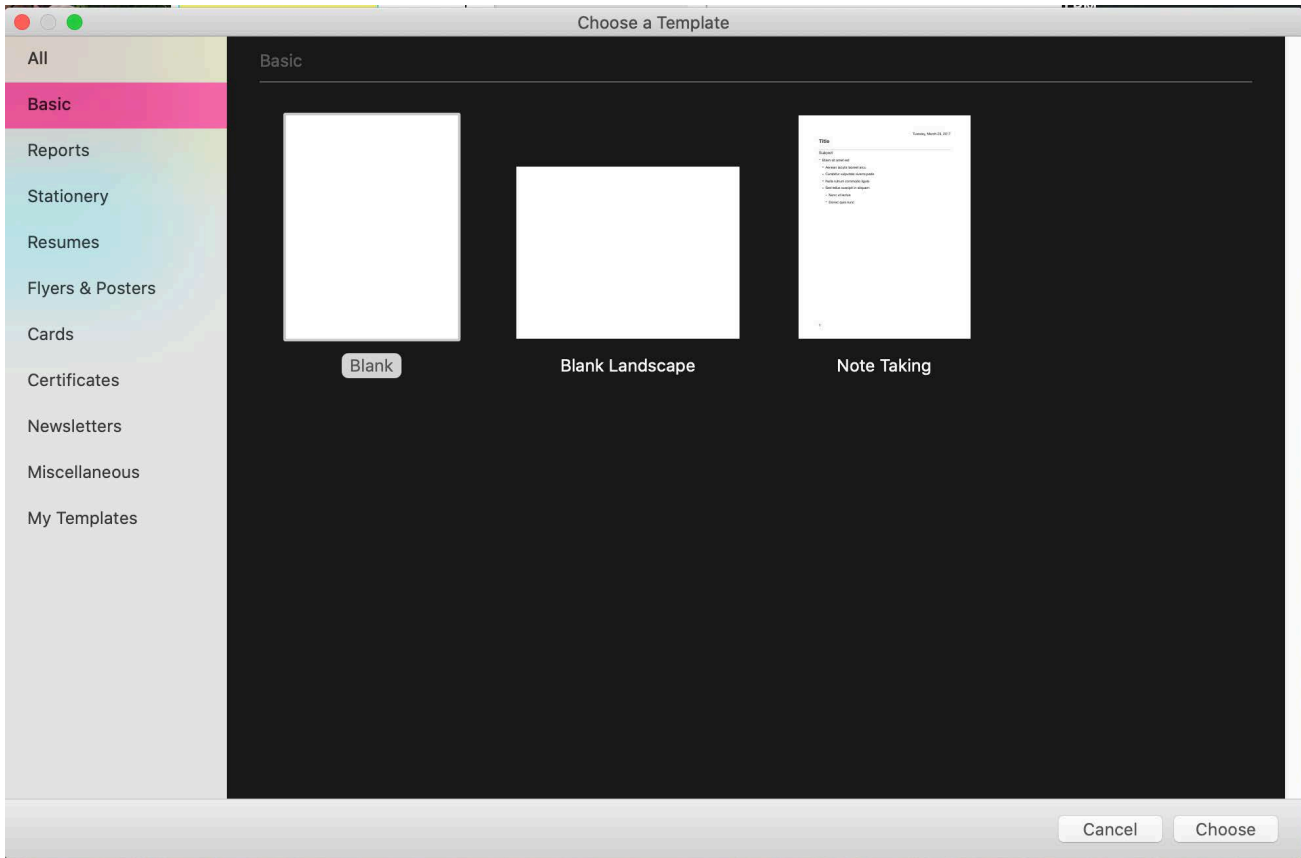 Choose a Template
All
Basic
Reports
Stationery
Resumes
Flyers & Posters
Cards
Certificates
Newsletters
Miscellaneous
My Templates
Basic
Blank
Blank Landscape
Title
Subject
Note Taking
Cancel
Choose